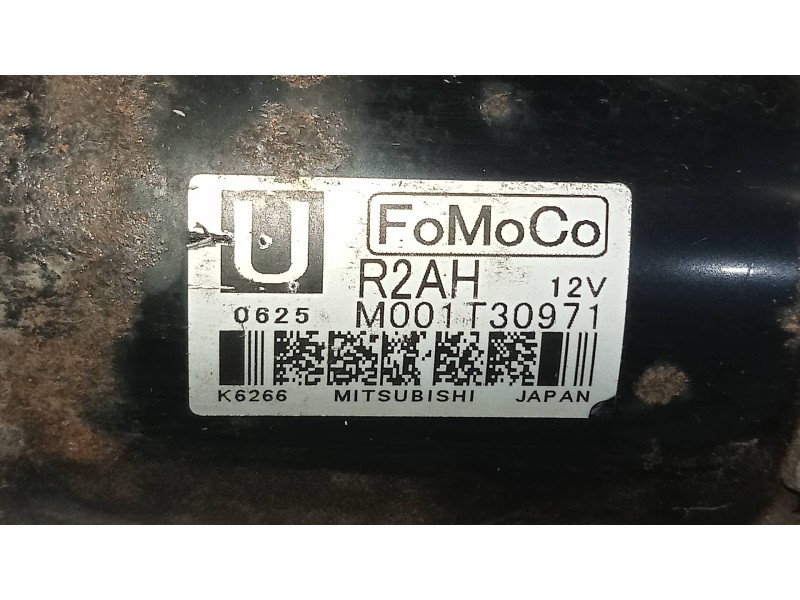 U FoMoCo
R2AH 12V
0625 M001T30971
K6266 MITSUBISHI JAPAN